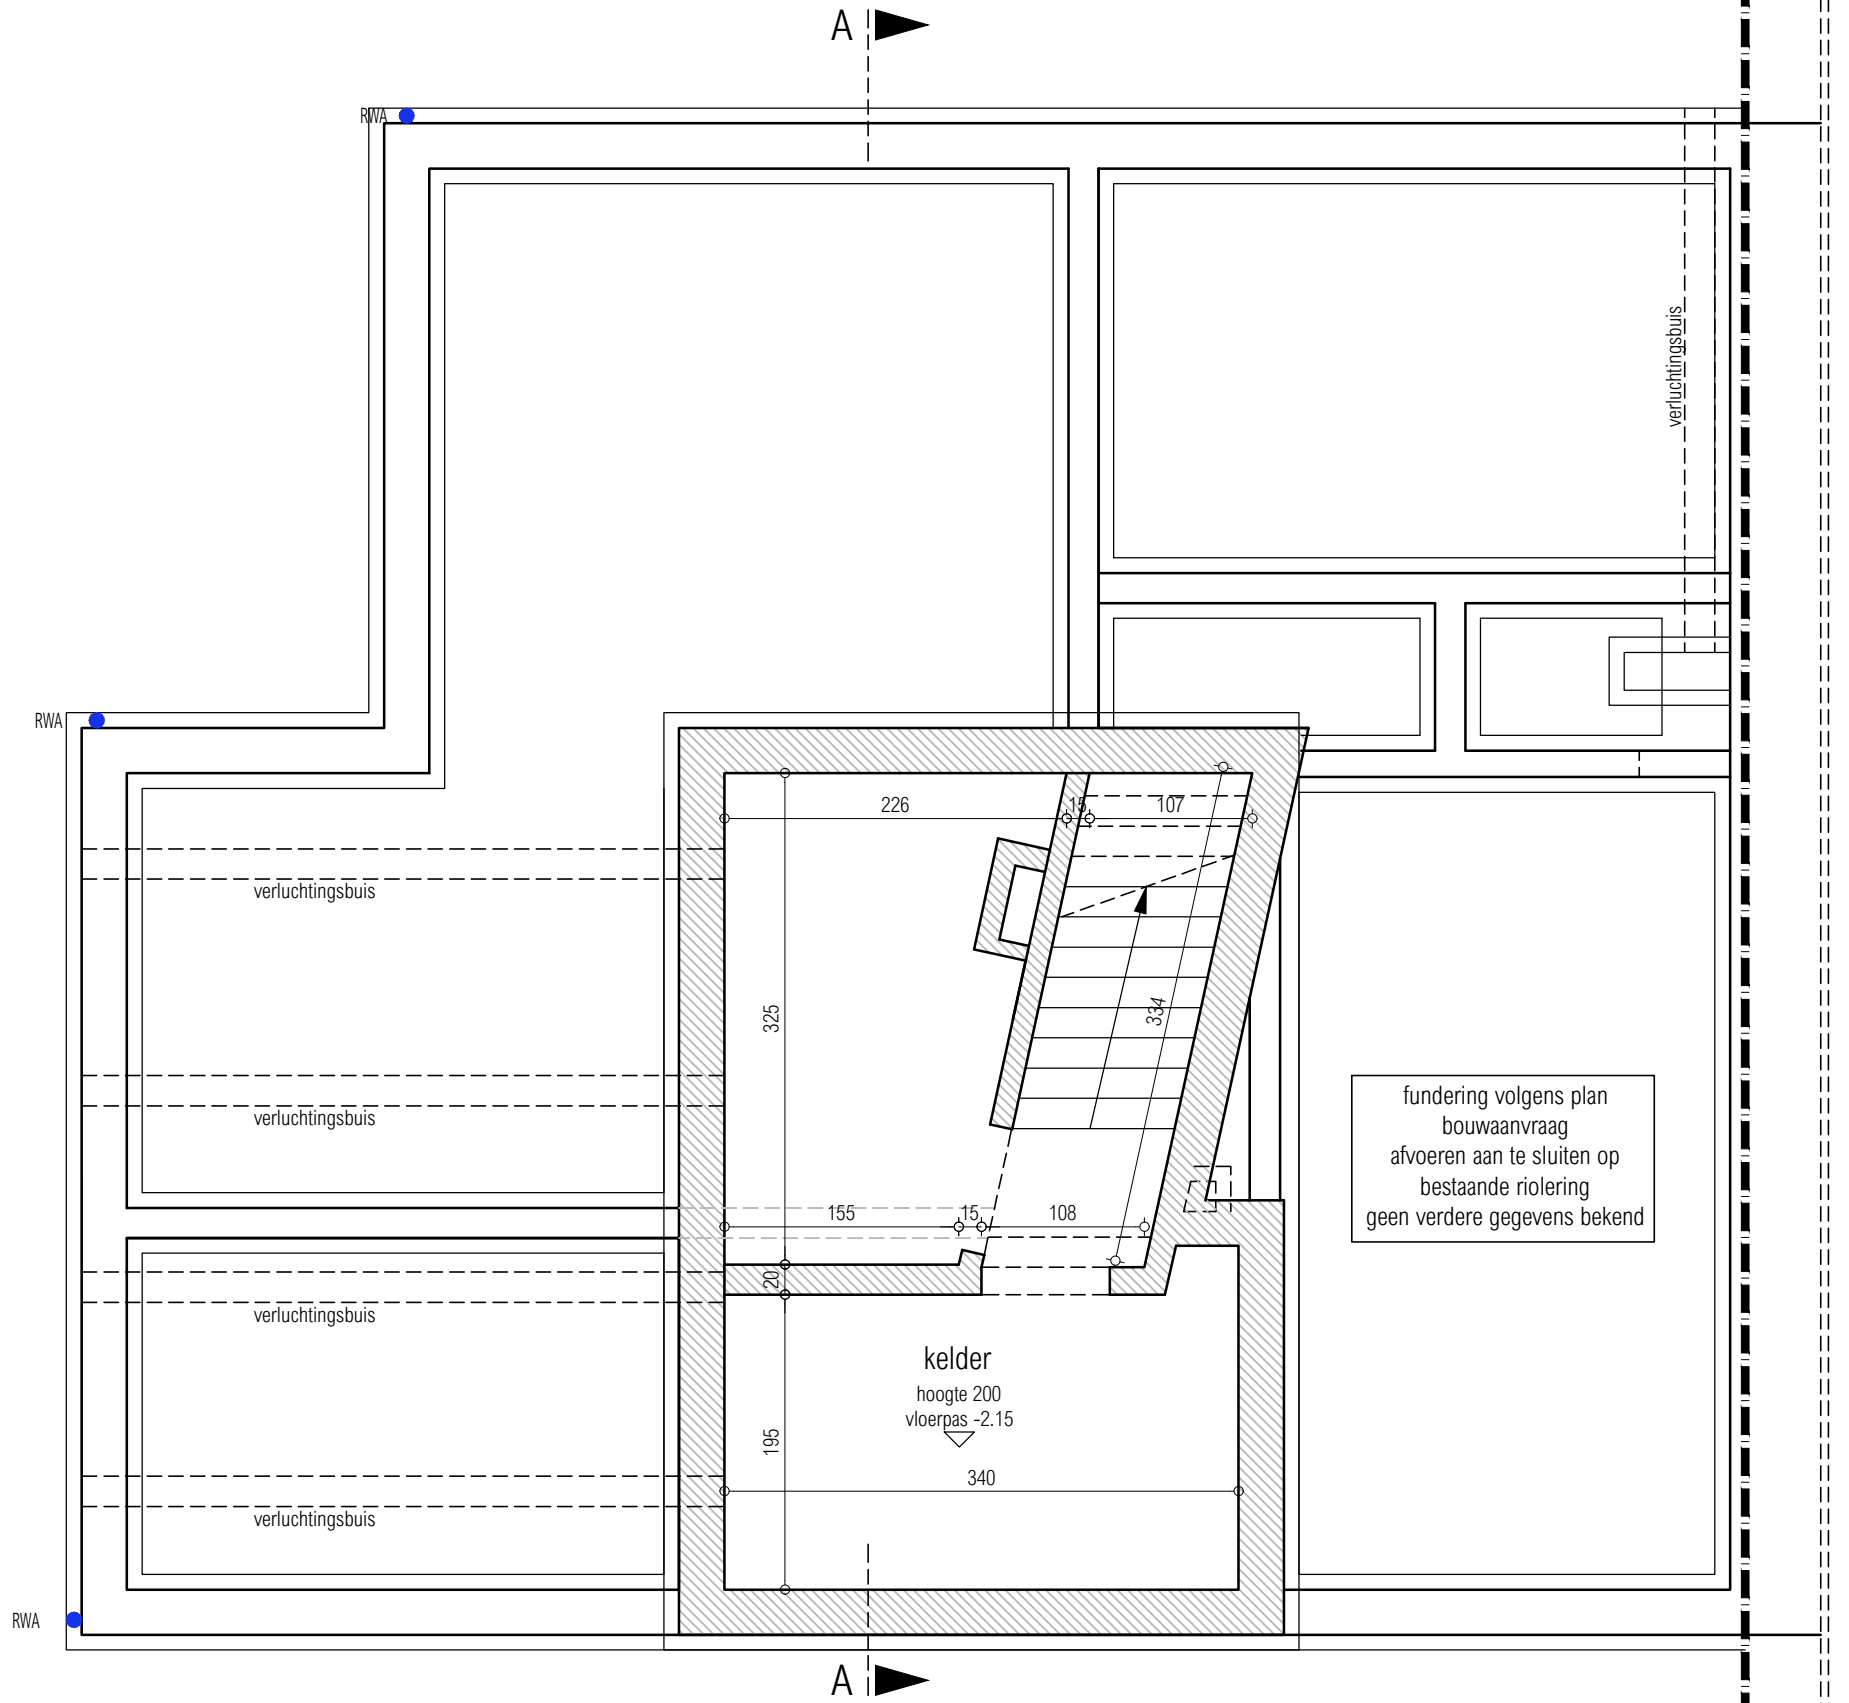 A
RWA
verluchtingsbuis
RWA
226
15
107
verluchtingsbuis
325
334
verluchtingsbuis
fundering volgens plan
bouwaanvraag
afvoeren aan te sluiten op
bestaande riolering
geen verdere gegevens bekend
155
15
108
20
verluchtingsbuis
kelder
hoogte 200
vloerpas -2.15
195
340
verluchtingsbuis
RWA
A